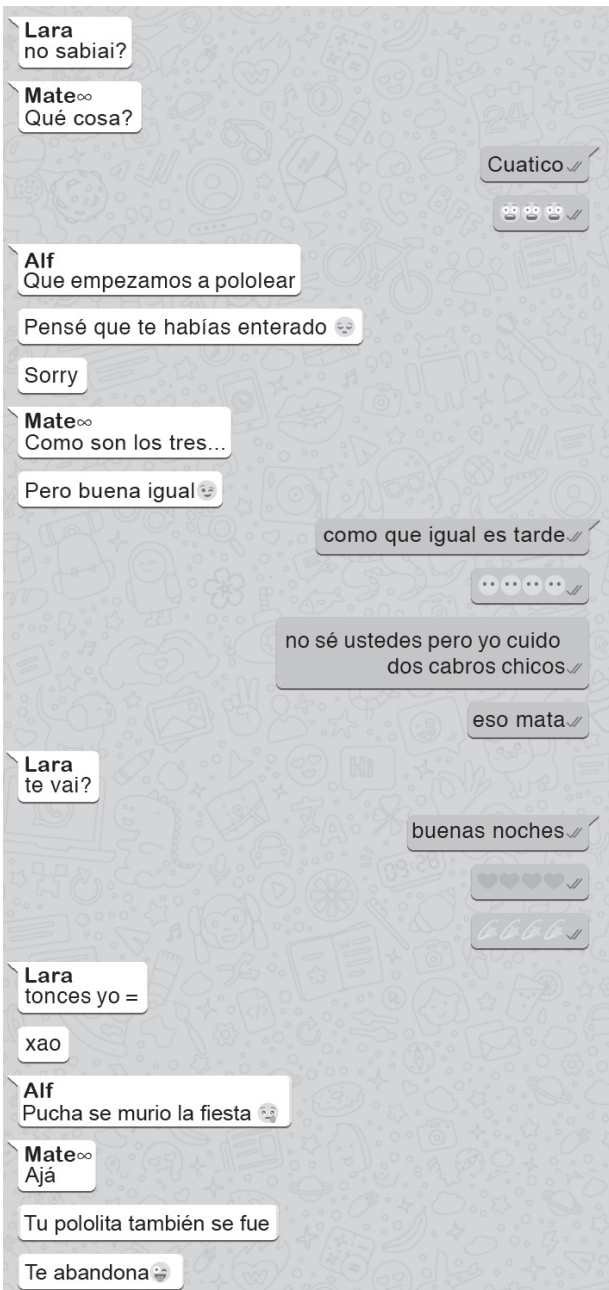 Lara
no sabiai?
Mate∞
Qué cosa?
Cuatico
😨😨😨
Alf
Que empezamos a pololear
Pensé que te habías enterado 😔
Sorry
Mate∞
Como son los tres...
Pero buena igual😉
como que igual es tarde
no sé ustedes pero yo cuido
dos cabros chicos
eso mata
Lara
te vai?
buenas noches
Lara
tonces yo =
xao
Alf
Pucha se murio la fiesta
Mate∞
Ajá
Tu pololita también se fue
Te abandona😜